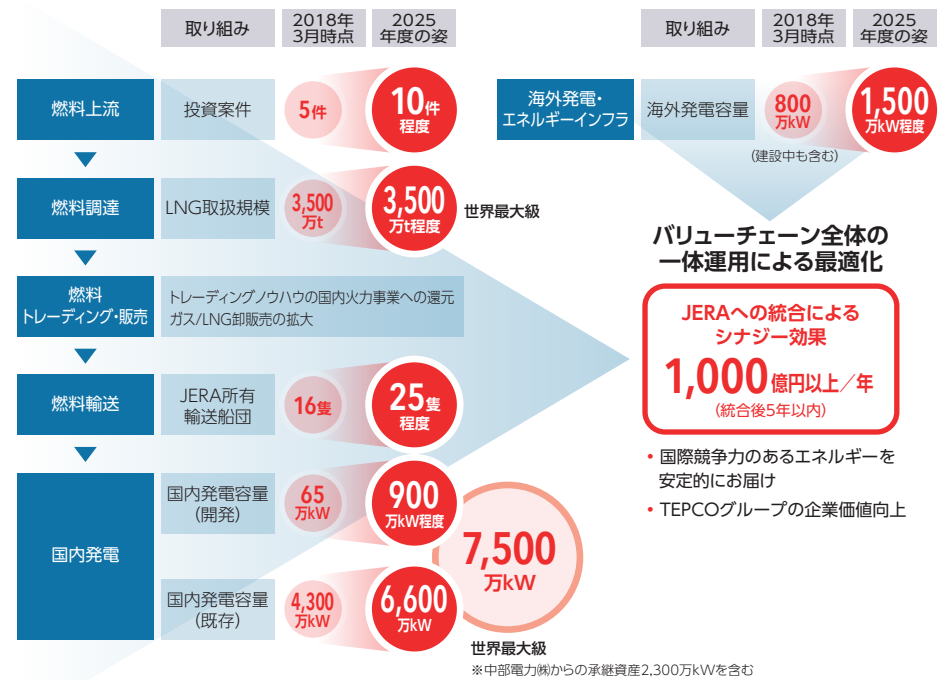 取り組み
2018年
3月時点
2025
年度の姿
燃料上流
投資案件
5件
10件
程度
燃料調達
LNG取扱規模
3,500
万t
3,500
万t程度
世界最大級
燃料
トレーディング・販売
トレーディングノウハウの国内火力事業への還元
ガス/LNG卸販売の拡大
燃料輸送
JERA所有
輸送船団
16隻
25隻
程度
国内発電
国内発電容量
(開発)
65
万kW
900
万kW程度
国内発電容量
(既存)
4,300
万kW
6,600
万kW
7,500
万kW
世界最大級
※中部電力㈱からの承継資産2,300万kWを含む
取り組み
2018年
3月時点
2025
年度の姿
海外発電・
エネルギーインフラ
海外発電容量
800
万kW
1,500
万kW程度
(建設中も含む)
バリューチェーン全体の
一体運用による最適化
JERAへの統合による
シナジー効果
1,000億円以上／年
(統合後5年以内)
• 国際競争力のあるエネルギーを
安定的にお届け
• TEPCOグループの企業価値向上